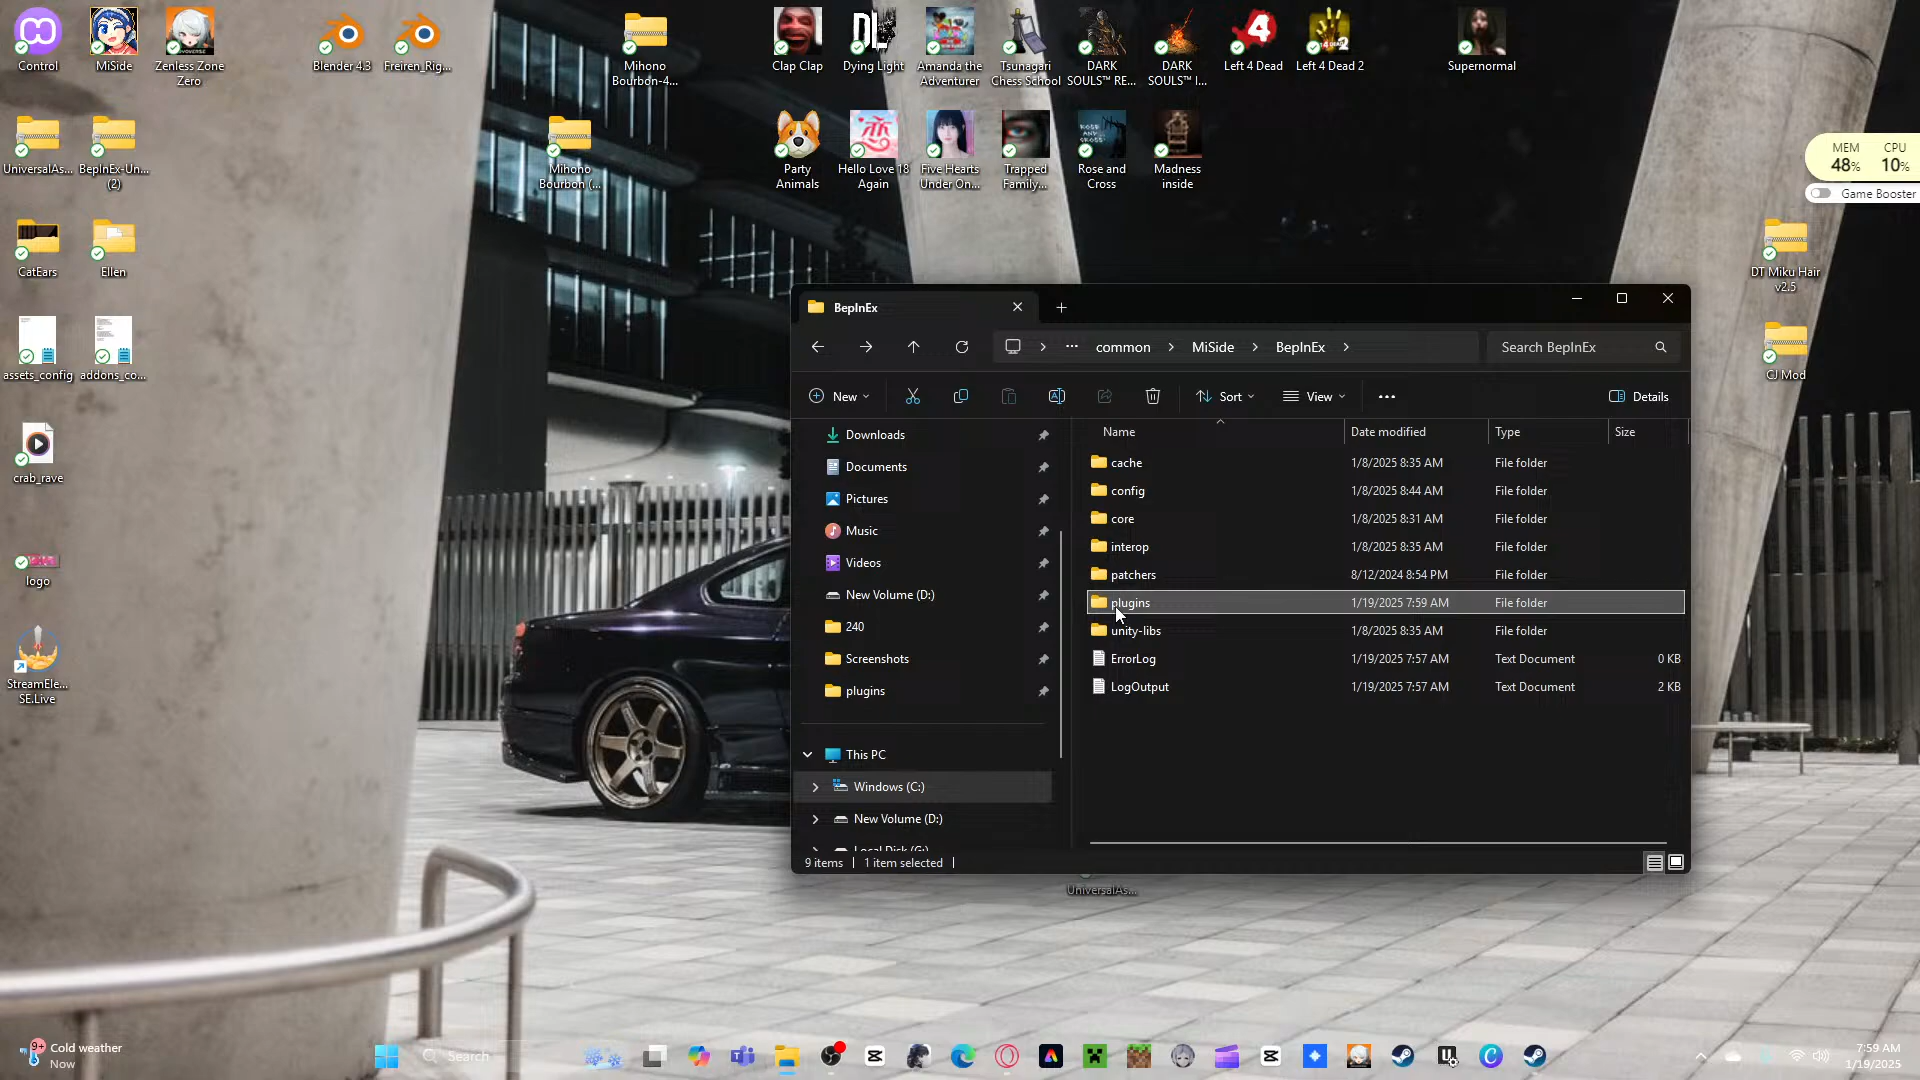 Control
MiSide
Zenless Zone
Zero
Blender 4.3
Freiren_Rig...
Mihono
Bourbon-4...
Clap Clap
Dying Light
Amanda the
Adventurer
Tsunagari
Chess School
DARK
SOULS™ RE...
DARK
SOULS™ I...
Left 4 Dead
Left 4 Dead 2
Supernormal
UniversalAs...
BepInEx-Un...
(2)
Mihono
Bourbon (...
Party
Animals
Hello Love 18
Again
Five Hearts
Under On...
Trapped
Family...
Rose and
Cross
Madness
inside
MEM
48%
CPU
10%
Game Booster
CatEars
Ellen
DT Miku Hair
v2.5
CJ Mod
assets_config
addons_co...
crab_rave
logo
StreamEle...
SE.Live
BepInEx
common
MiSide
BepInEx
Search BepInEx
New
Sort
View
Details
Downloads
Documents
Pictures
Music
Videos
New Volume (D:)
240
Screenshots
plugins
This PC
Windows (C:)
New Volume (D:)
Local Disk (G:)
Name Date modified Type Size
cache 1/8/2025 8:35 AM File folder
config 1/8/2025 8:44 AM File folder
core 1/8/2025 8:31 AM File folder
interop 1/8/2025 8:35 AM File folder
patchers 8/12/2024 8:54 PM File folder
plugins 1/19/2025 7:59 AM File folder
unity-libs 1/8/2025 8:35 AM File folder
ErrorLog 1/19/2025 7:57 AM Text Document 0 KB
LogOutput 1/19/2025 7:57 AM Text Document 2 KB
9 items 1 item selected
UniversalAs...
9+
Cold weather
Now
Search
7:59 AM
1/19/2025